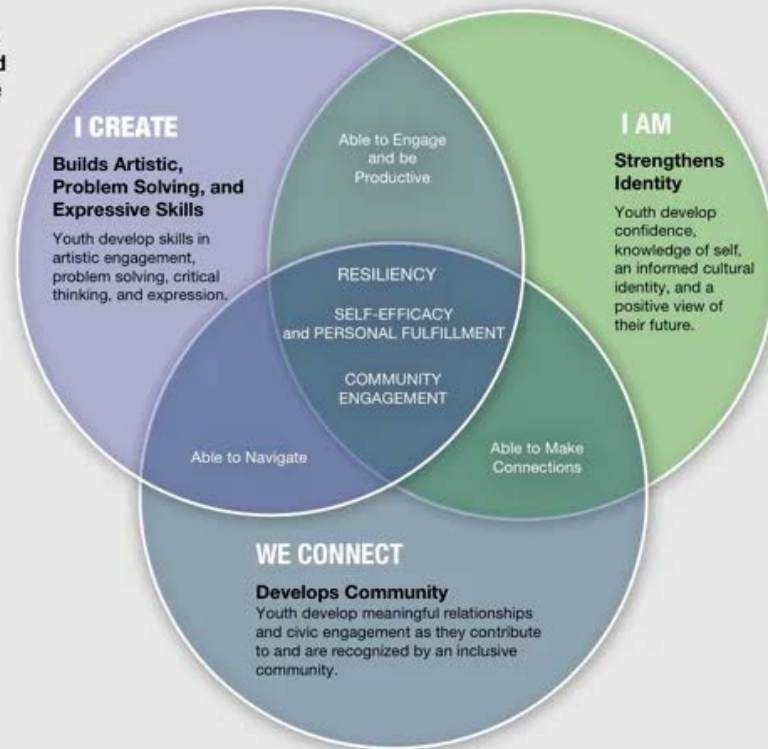 d
I CREATE
Builds Artistic,
Problem Solving, and
Expressive Skills
Youth develop skills in
artistic engagement,
problem solving, critical
thinking, and expression.
Able to Engage
and be
Productive
I AM
Strengthens
Identity
Youth develop
confidence,
knowledge of self,
an informed cultural
identity, and a
positive view of
their future.
RESILIENCY
SELF-EFFICACY
and PERSONAL FULFILLMENT
COMMUNITY
ENGAGEMENT
Able to Navigate
Able to Make
Connections
WE CONNECT
Develops Community
Youth develop meaningful relationships
and civic engagement as they contribute
to and are recognized by an inclusive
community.